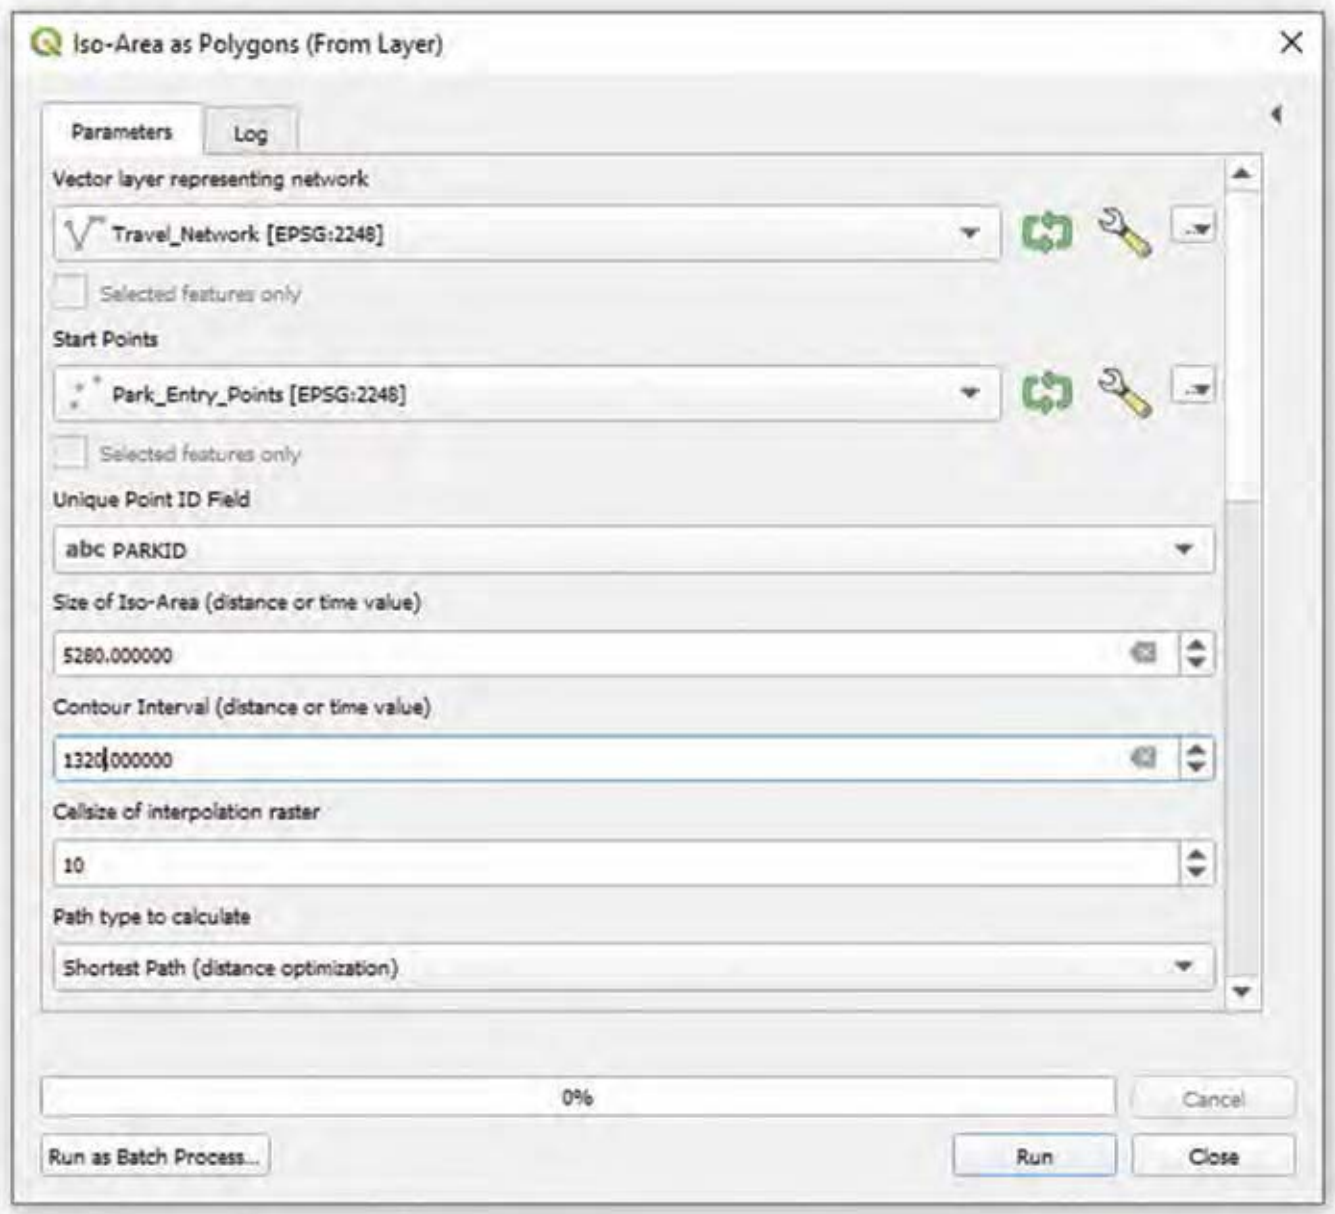 Iso-Area as Polygons (From Layer)
Parameters
Log
Vector layer representing network
Travel_Network [EPSG:2248]
Selected features only
Start Points
Park_Entry_Points [EPSG:2248]
Selected features only
Unique Point ID Field
abc PARKID
Size of Iso-Area (distance or time value)
5280.000000
Contour Interval (distance or time value)
1320.000000
Cellsize of interpolation raster
10
Path type to calculate
Shortest Path (distance optimization)
0%
Cancel
Run as Batch Process...
Run
Close